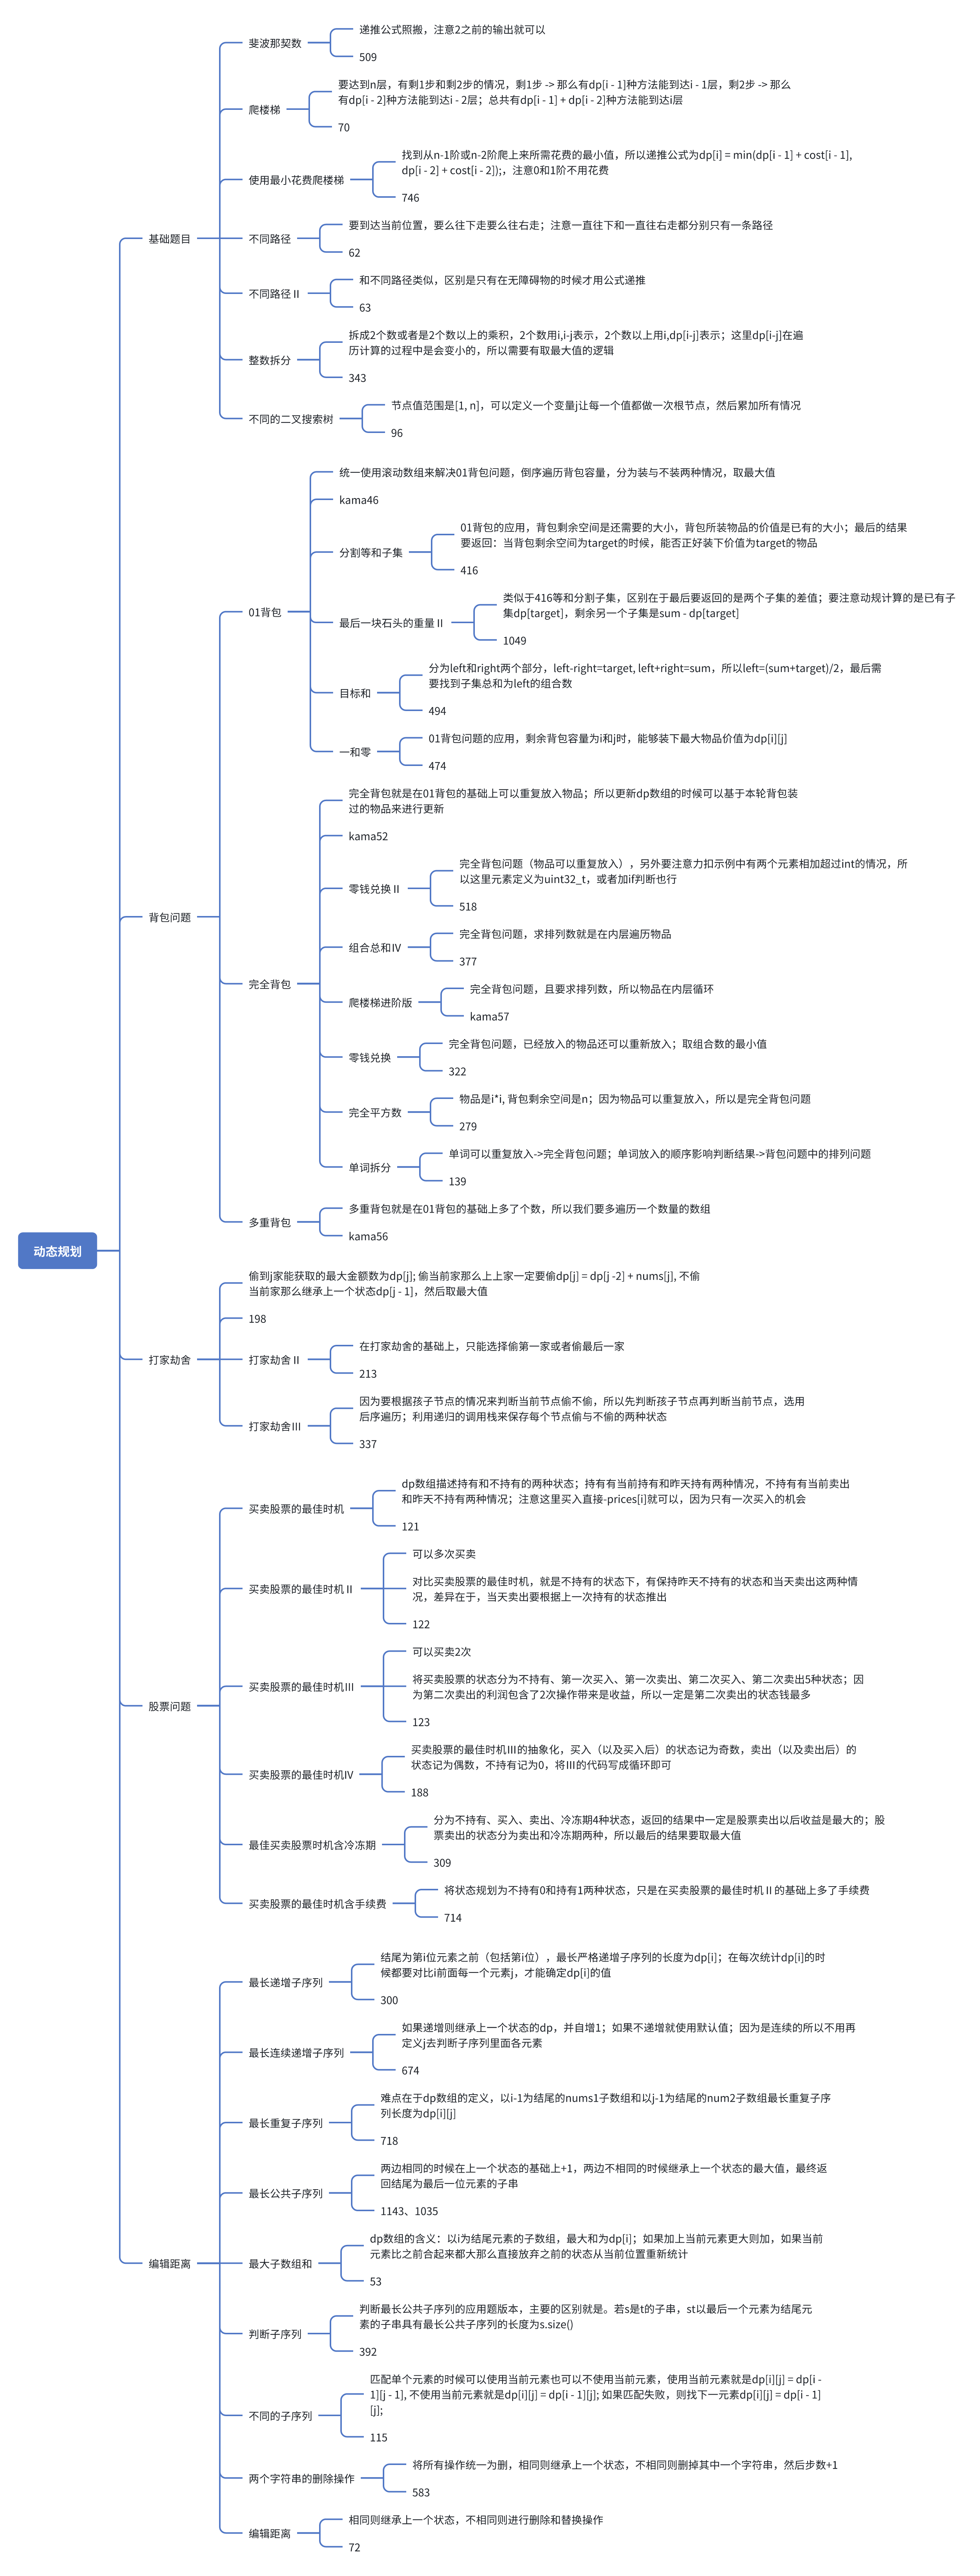 动态规划
基础题目
斐波那契数
递推公式照搬，注意2之前的输出就可以
509
爬楼梯
要达到n层，有剩1步和剩2步的情况，剩1步 -> 那么有dp[i - 1]种方法能到达i - 1层，剩2步 -> 那么
有dp[i - 2]种方法能到达i - 2层；总共有dp[i - 1] + dp[i - 2]种方法能到达i层
70
使用最小花费爬楼梯
找到从n-1阶或n-2阶爬上来所需花费的最小值，所以递推公式为dp[i] = min(dp[i - 1] + cost[i - 1],
dp[i - 2] + cost[i - 2]);，注意0和1阶不用花费
746
不同路径
要到达当前位置，要么往下走要么往右走；注意一直往下和一直往右走都分别只有一条路径
62
不同路径Ⅱ
和不同路径类似，区别是只有在无障碍物的时候才用公式递推
63
整数拆分
拆成2个数或者是2个数以上的乘积，2个数用i,i-j表示，2个数以上用i,dp[i-j]表示；这里dp[i-j]在遍
历计算的过程中是会变小的，所以需要有取最大值的逻辑
343
不同的二叉搜索树
节点值范围是[1, n]，可以定义一个变量j让每一个值都做一次根节点，然后累加所有情况
96
背包问题
01背包
统一使用滚动数组来解决01背包问题，倒序遍历背包容量，分为装与不装两种情况，取最大值
kama46
分割等和子集
01背包的应用，背包剩余空间是还需要的大小，背包所装物品的价值是已有的大小；最后的结果
要返回：当背包剩余空间为target的时候，能否正好装下价值为target的物品
416
最后一块石头的重量Ⅱ
类似于416等和分割子集，区别在于最后要返回的是两个子集的差值；要注意动规计算的是已有子
集dp[target]，剩余另一个子集是sum - dp[target]
1049
目标和
分为left和right两个部分，left-right=target, left+right=sum，所以left=(sum+target)/2，最后需
要找到子集总和为left的组合数
494
一和零
01背包问题的应用，剩余背包容量为i和j时，能够装下最大物品价值为dp[i][j]
474
完全背包
完全背包就是在01背包的基础上可以重复放入物品；所以更新dp数组的时候可以基于本轮背包装
过的物品来进行更新
kama52
零钱兑换Ⅱ
完全背包问题（物品可以重复放入），另外要注意力扣示例中有两个元素相加超过int的情况，所
以这里元素定义为uint32_t，或者加if判断也行
518
组合总和Ⅳ
完全背包问题，求排列数就是在内层遍历物品
377
爬楼梯进阶版
完全背包问题，且要求排列数，所以物品在内层循环
kama57
零钱兑换
完全背包问题，已经放入的物品还可以重新放入；取组合数的最小值
322
完全平方数
物品是i*i, 背包剩余空间是n；因为物品可以重复放入，所以是完全背包问题
279
单词拆分
单词可以重复放入->完全背包问题；单词放入的顺序影响判断结果->背包问题中的排列问题
139
多重背包
多重背包就是在01背包的基础上多了个数，所以我们要多遍历一个数量的数组
kama56
打家劫舍
偷到j家能获取的最大金额数为dp[j]; 偷当前家那么上上家一定要偷dp[j] = dp[j -2] + nums[j], 不偷
当前家那么继承上一个状态dp[j - 1]，然后取最大值
198
打家劫舍Ⅱ
在打家劫舍的基础上，只能选择偷第一家或者偷最后一家
213
打家劫舍Ⅲ
因为要根据孩子节点的情况来判断当前节点偷不偷，所以先判断孩子节点再判断当前节点，选用
后序遍历；利用递归的调用栈来保存每个节点偷与不偷的两种状态
337
股票问题
买卖股票的最佳时机
dp数组描述持有和不持有的两种状态；持有有当前持有和昨天持有两种情况，不持有有当前卖出
和昨天不持有两种情况；注意这里买入直接-prices[i]就可以，因为只有一次买入的机会
121
买卖股票的最佳时机Ⅱ
可以多次买卖
对比买卖股票的最佳时机，就是不持有的状态下，有保持昨天不持有的状态和当天卖出这两种情
况，差异在于，当天卖出要根据上一次持有的状态推出
122
买卖股票的最佳时机Ⅲ
可以买卖2次
将买卖股票的状态分为不持有、第一次买入、第一次卖出、第二次买入、第二次卖出5种状态；因
为第二次卖出的利润包含了2次操作带来是收益，所以一定是第二次卖出的状态钱最多
123
买卖股票的最佳时机Ⅳ
买卖股票的最佳时机Ⅲ的抽象化，买入（以及买入后）的状态记为奇数，卖出（以及卖出后）的
状态记为偶数，不持有记为0，将Ⅲ的代码写成循环即可
188
最佳买卖股票时机含冷冻期
分为不持有、买入、卖出、冷冻期4种状态，返回的结果中一定是股票卖出以后收益是最大的；股
票卖出的状态分为卖出和冷冻期两种，所以最后的结果要取最大值
309
买卖股票的最佳时机含手续费
将状态规划为不持有0和持有1两种状态，只是在买卖股票的最佳时机Ⅱ的基础上多了手续费
714
编辑距离
最长递增子序列
结尾为第i位元素之前（包括第i位），最长严格递增子序列的长度为dp[i]；在每次统计dp[i]的时
候都要对比i前面每一个元素j，才能确定dp[i]的值
300
最长连续递增子序列
如果递增则继承上一个状态的dp，并自增1；如果不递增就使用默认值；因为是连续的所以不用再
定义j去判断子序列里面各元素
674
最长重复子序列
难点在于dp数组的定义，以i-1为结尾的nums1子数组和以j-1为结尾的num2子数组最长重复子序
列长度为dp[i][j]
718
最长公共子序列
两边相同的时候在上一个状态的基础上+1，两边不相同的时候继承上一个状态的最大值，最终返
回结尾为最后一位元素的子串
1143、1035
最大子数组和
dp数组的含义：以i为结尾元素的子数组，最大和为dp[i]；如果加上当前元素更大则加，如果当前
元素比之前合起来都大那么直接放弃之前的状态从当前位置重新统计
53
判断子序列
判断最长公共子序列的应用题版本，主要的区别就是。若s是t的子串，st以最后一个元素为结尾元
素的子串具有最长公共子序列的长度为s.size()
392
不同的子序列
匹配单个元素的时候可以使用当前元素也可以不使用当前元素，使用当前元素就是dp[i][j] = dp[i -
1][j - 1], 不使用当前元素就是dp[i][j] = dp[i - 1][j]; 如果匹配失败，则找下一元素dp[i][j] = dp[i - 1]
[j];
115
两个字符串的删除操作
将所有操作统一为删，相同则继承上一个状态，不相同则删掉其中一个字符串，然后步数+1
583
编辑距离
相同则继承上一个状态，不相同则进行删除和替换操作
72